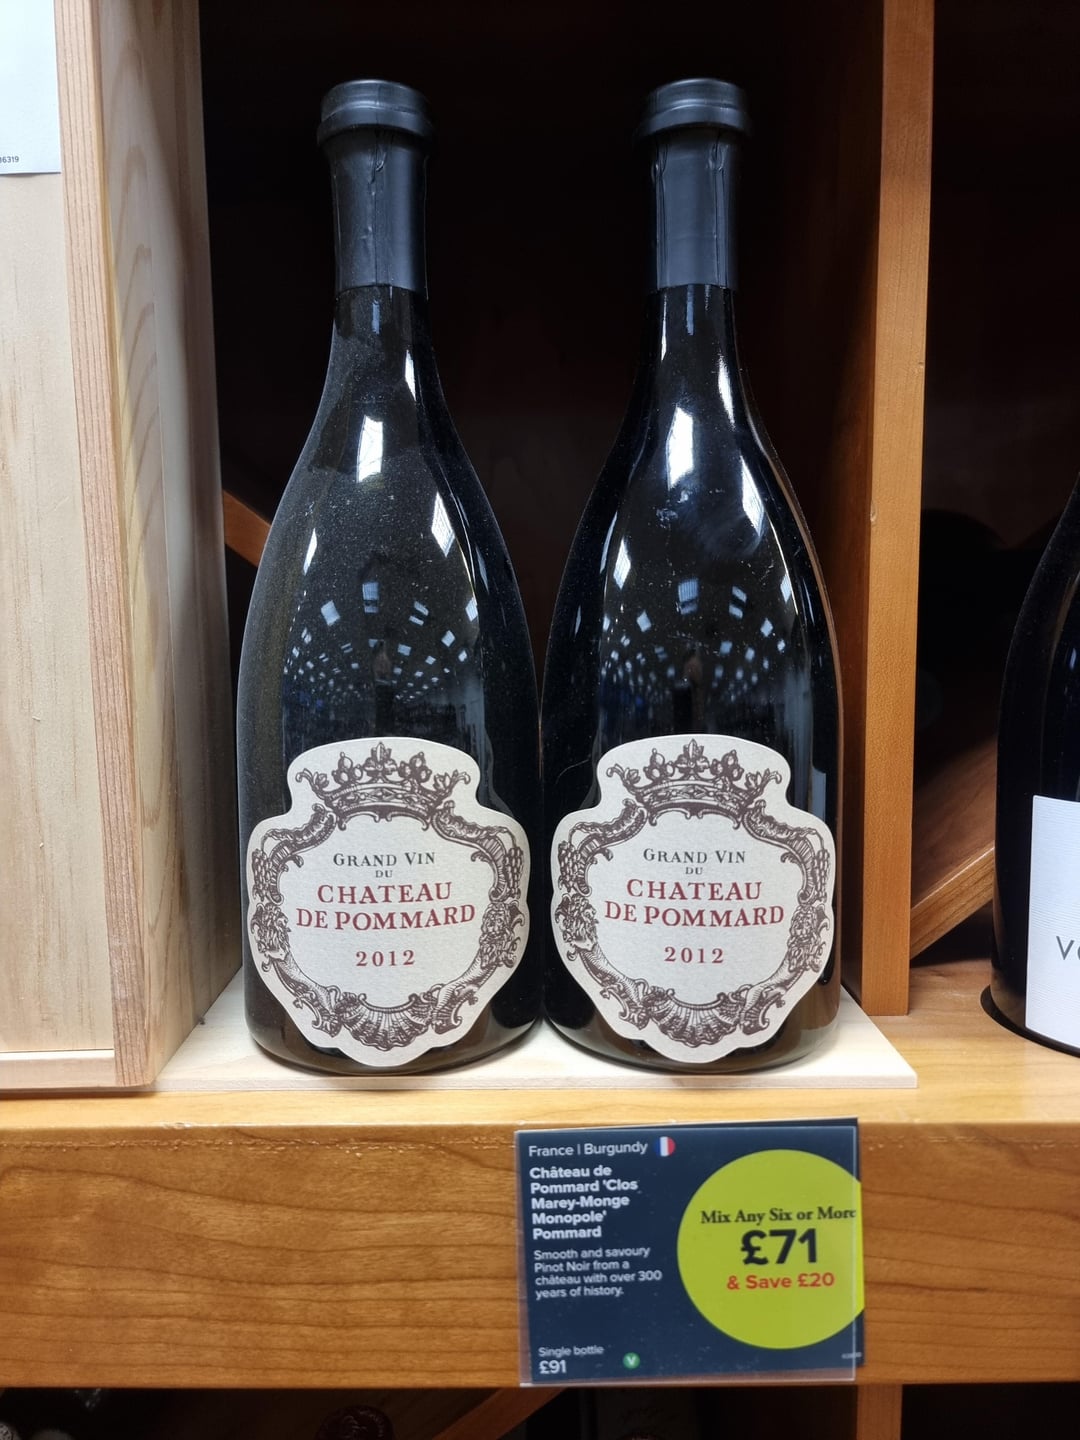 16319
GRAND VIN
DU
CHATEAU
DE POMMARD
2012
GRAND VIN
DU
CHATEAU
DE POMMARD
2012
France | Burgundy
Château de
Pommard 'Clos
Marey-Monge
Monopole'
Pommard
Smooth and savoury
Pinot Noir from a
château with over 300
years of history.
Single bottle
£91
V
Mix Any Six or More
£71
& Save £20